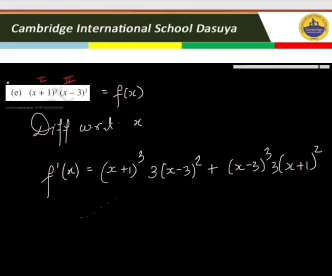 Cambridge International School Dasuya
I II
(e) (x + 1)³ (x – 3)³ = f(x)
Diff w.r.t. x
f'(x) = (x+1)³ 3(x-3)² + (x-3)³ 3(x+1)²